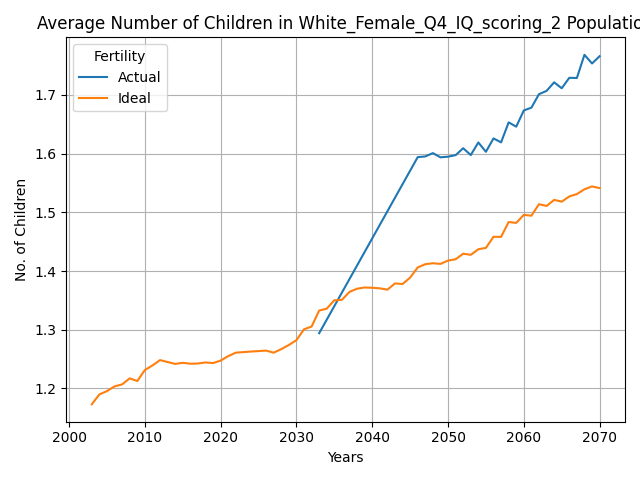 Average Number of Children in White_Female_Q4_IQ_scoring_2 Populatio
Fertility
Actual
Ideal
No. of Children
1.7
1.6
1.5
1.4
1.3
1.2
2000 2010 2020 2030 2040 2050 2060 2070
Years